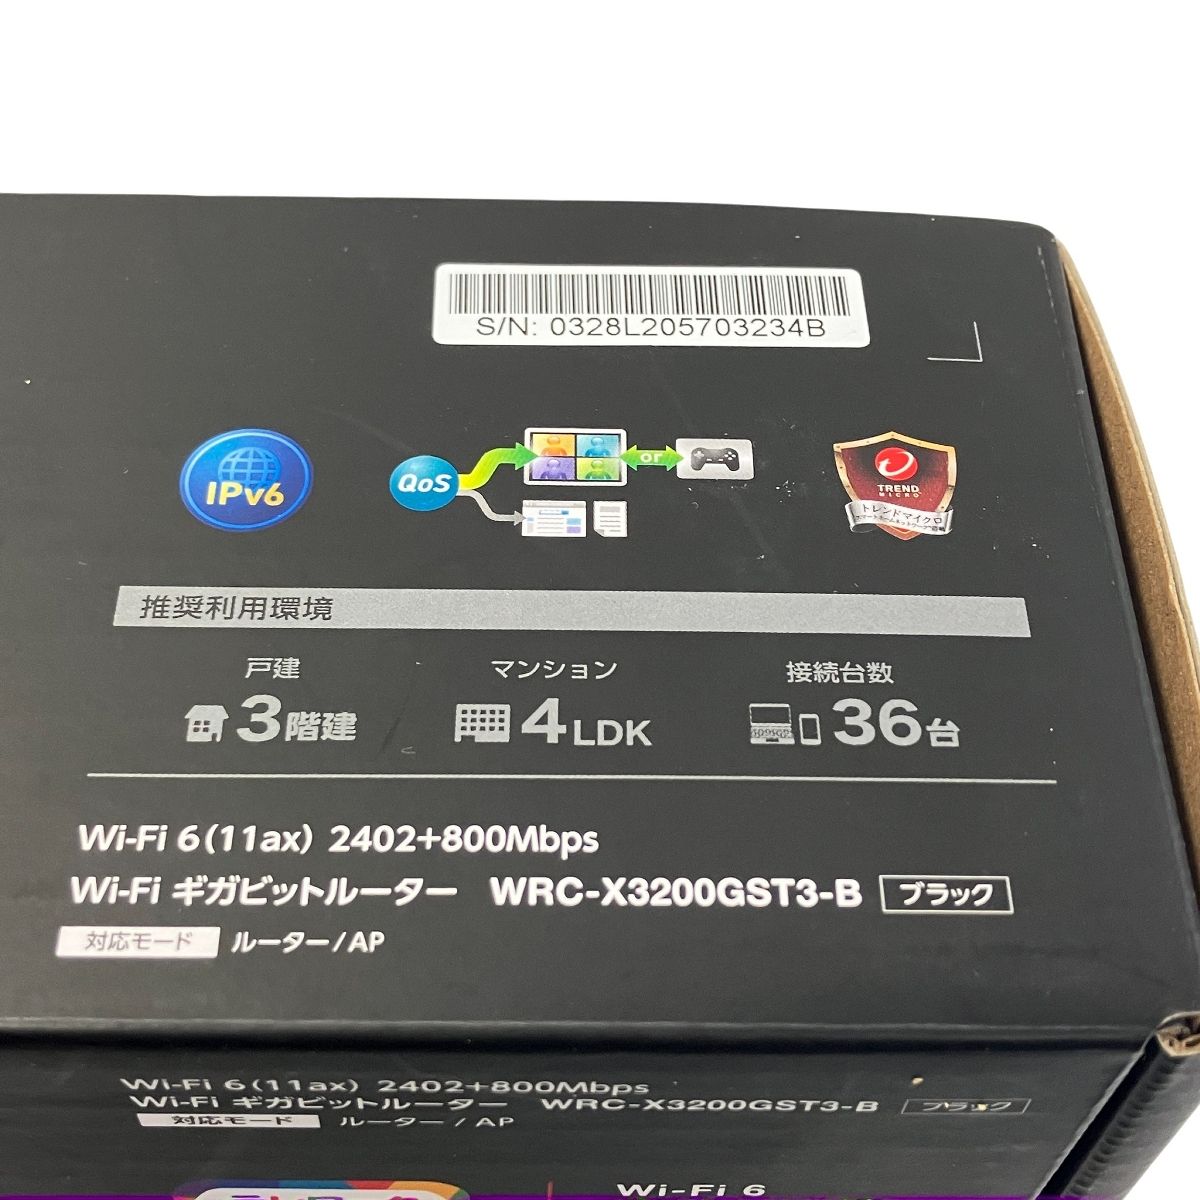 S/N: 0328L205703234B
IPv6
QoS
or
TREND
MICRO
トレンドマイクロ
推奨利用環境
戸建
3階建
マンション
4LDK
接続台数
36台
Wi-Fi 6(11ax) 2402+800Mbps
Wi-Fi ギガビットルーター WRC-X3200GST3-B ブラック
対応モード ルーター/AP
Wi-Fi 6(11ax) 2402+800Mbps
Wi-Fi ギガビットルーター WRC-X3200GST3-B ブラック
対応モード ルーター/AP
Wi-Fi 6